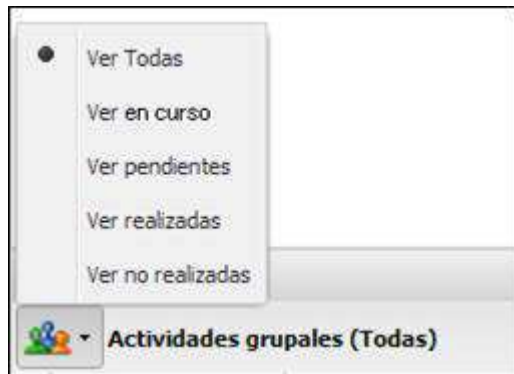 Ver Todas
Ver en curso
Ver pendientes
Ver realizadas
Ver no realizadas
Actividades grupales (Todas)